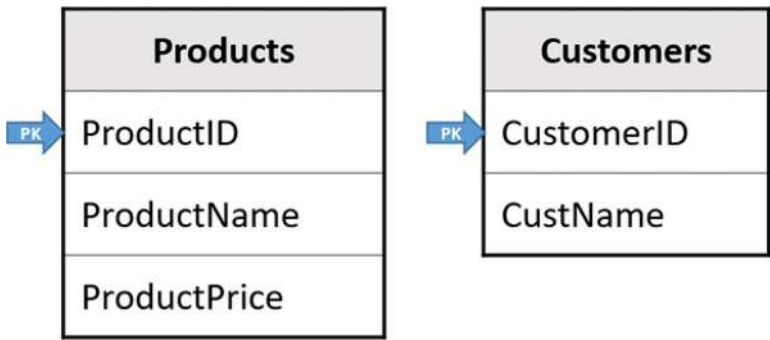 Products
PK
ProductID
ProductName
ProductPrice
Customers
PK
CustomerID
CustName